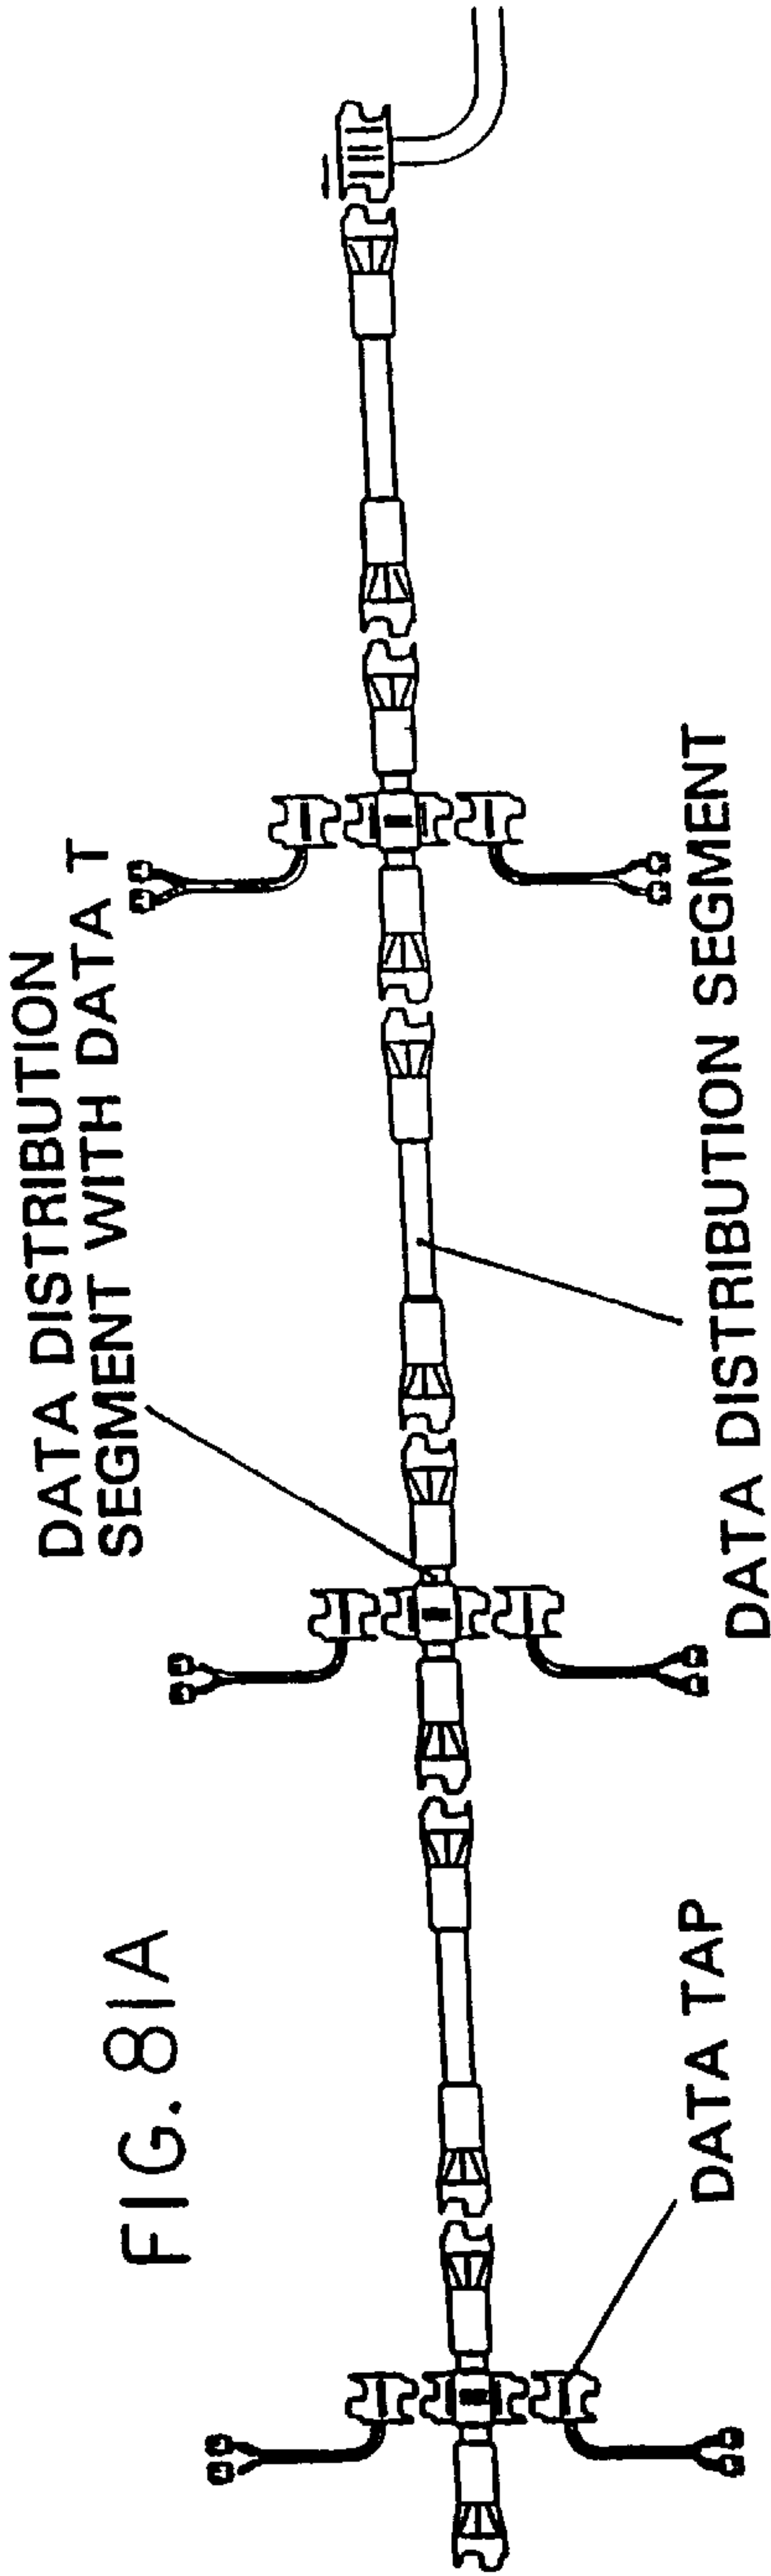 FIG. 81A
DATA DISTRIBUTION
SEGMENT WITH DATA T
DATA TAP
DATA DISTRIBUTION SEGMENT